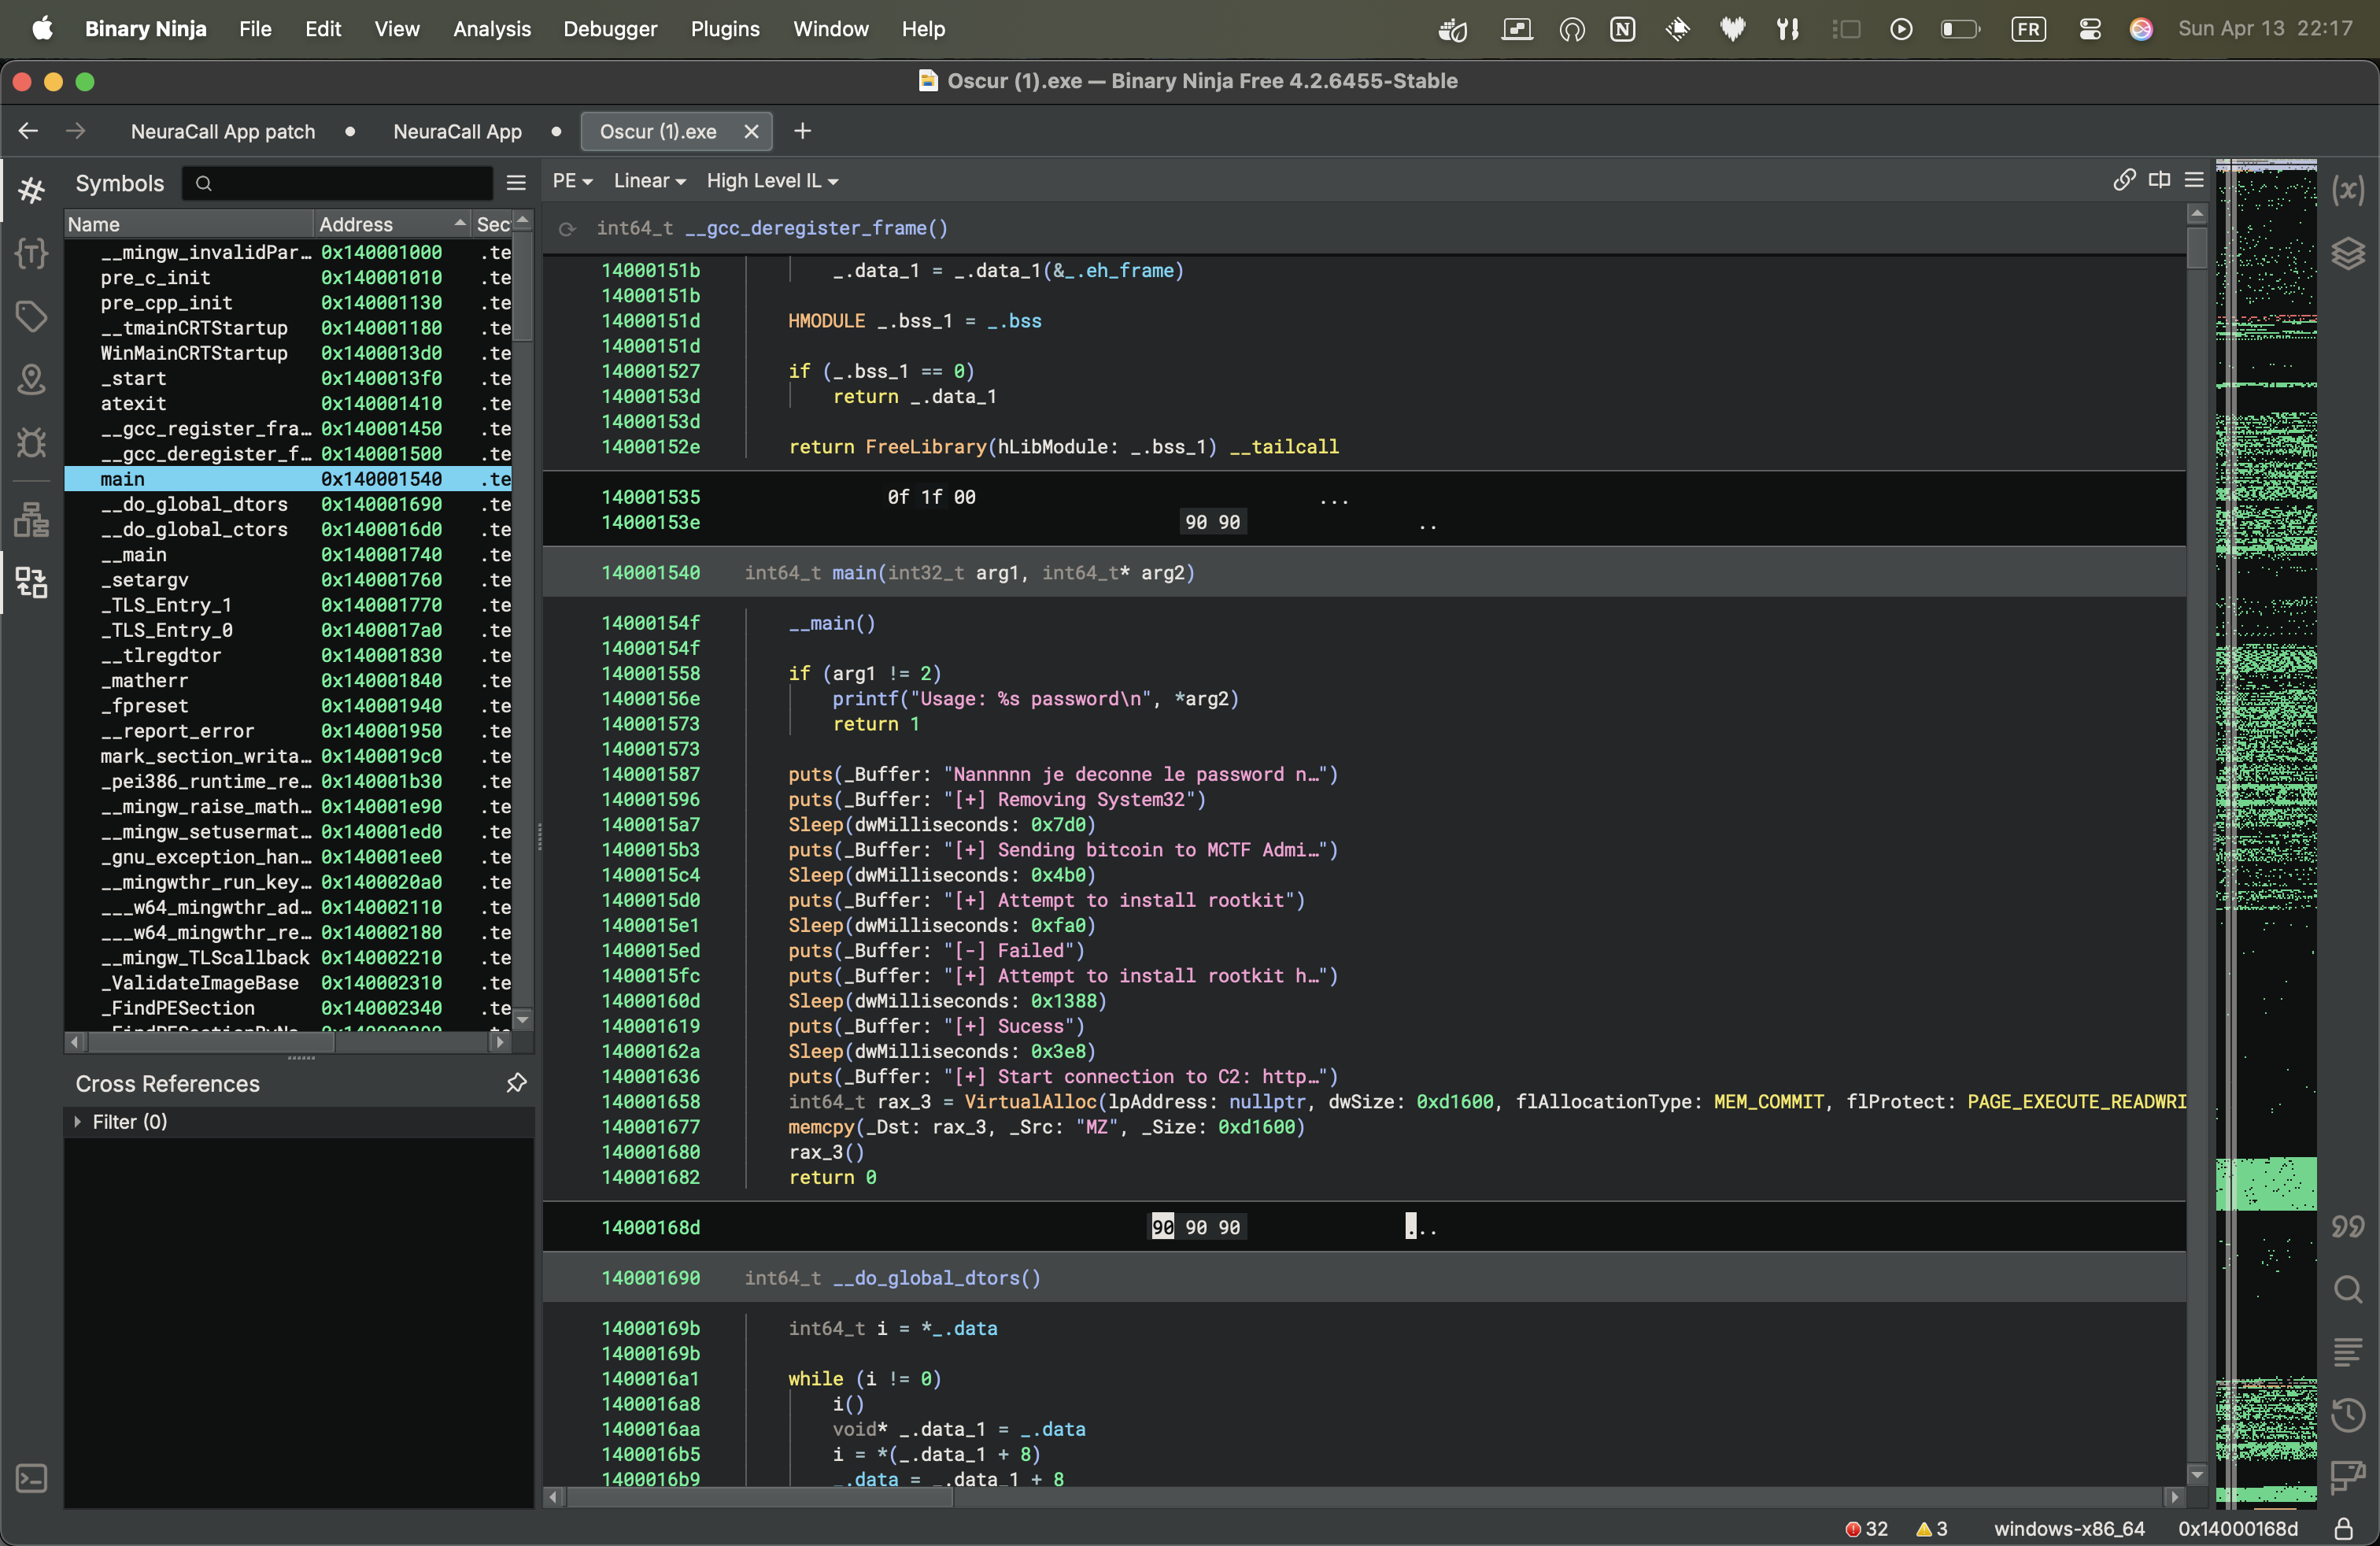 Binary Ninja File Edit View Analysis Debugger Plugins Window Help FR Sun Apr 13 22:17
Oscur (1).exe — Binary Ninja Free 4.2.6455-Stable
NeuraCall App patch NeuraCall App Oscur (1).exe
Symbols
Name Address Sec
__mingw_invalidPar… 0x140001000 .te
pre_c_init 0x140001010 .te
pre_cpp_init 0x140001130 .te
__tmainCRTStartup 0x140001180 .te
WinMainCRTStartup 0x1400013d0 .te
_start 0x1400013f0 .te
atexit 0x140001410 .te
__gcc_register_fra… 0x140001450 .te
__gcc_deregister_f… 0x140001500 .te
main 0x140001540 .te
__do_global_dtors 0x140001690 .te
__do_global_ctors 0x1400016d0 .te
__main 0x140001740 .te
_setargv 0x140001760 .te
_TLS_Entry_1 0x140001770 .te
_TLS_Entry_0 0x1400017a0 .te
__tlregdtor 0x140001830 .te
_matherr 0x140001840 .te
_fpreset 0x140001940 .te
__report_error 0x140001950 .te
mark_section_writa… 0x1400019c0 .te
_pei386_runtime_re… 0x140001b30 .te
__mingw_raise_math… 0x140001e90 .te
__mingw_setusermat… 0x140001ed0 .te
_gnu_exception_han… 0x140001ee0 .te
__mingwthr_run_key… 0x1400020a0 .te
___w64_mingwthr_ad… 0x140002110 .te
___w64_mingwthr_re… 0x140002180 .te
__mingw_TLScallback 0x140002210 .te
_ValidateImageBase 0x140002310 .te
_FindPESection 0x140002340 .te
Cross References
Filter (0)
PE Linear High Level IL
int64_t __gcc_deregister_frame()
14000151b _.data_1 = _.data_1(&_.eh_frame)
14000151b
14000151d HMODULE _.bss_1 = _.bss
14000151d
140001527 if (_.bss_1 == 0)
14000153d return _.data_1
14000153d
14000152e return FreeLibrary(hLibModule: _.bss_1) __tailcall
140001535 0f 1f 00 ...
14000153e 90 90 ..
140001540 int64_t main(int32_t arg1, int64_t* arg2)
14000154f __main()
14000154f
140001558 if (arg1 != 2)
14000156e printf("Usage: %s password\n", *arg2)
140001573 return 1
140001573
140001587 puts(_Buffer: "Nannnnn je deconne le password n…")
140001596 puts(_Buffer: "[+] Removing System32")
1400015a7 Sleep(dwMilliseconds: 0x7d0)
1400015b3 puts(_Buffer: "[+] Sending bitcoin to MCTF Admi…")
1400015c4 Sleep(dwMilliseconds: 0x4b0)
1400015d0 puts(_Buffer: "[+] Attempt to install rootkit")
1400015e1 Sleep(dwMilliseconds: 0xfa0)
1400015ed puts(_Buffer: "[-] Failed")
1400015fc puts(_Buffer: "[+] Attempt to install rootkit h…")
14000160d Sleep(dwMilliseconds: 0x1388)
140001619 puts(_Buffer: "[+] Sucess")
14000162a Sleep(dwMilliseconds: 0x3e8)
140001636 puts(_Buffer: "[+] Start connection to C2: http…")
140001658 int64_t rax_3 = VirtualAlloc(lpAddress: nullptr, dwSize: 0xd1600, flAllocationType: MEM_COMMIT, flProtect: PAGE_EXECUTE_READWRI
140001677 memcpy(_Dst: rax_3, _Src: "MZ", _Size: 0xd1600)
140001680 rax_3()
140001682 return 0
14000168d 90 90 90 ...
140001690 int64_t __do_global_dtors()
14000169b int64_t i = *_.data
14000169b
1400016a1 while (i != 0)
1400016a8 i()
1400016aa void* _.data_1 = _.data
1400016b5 i = *(_.data_1 + 8)
1400016b9 _.data = _.data_1 + 8
32 3 windows-x86_64 0x14000168d